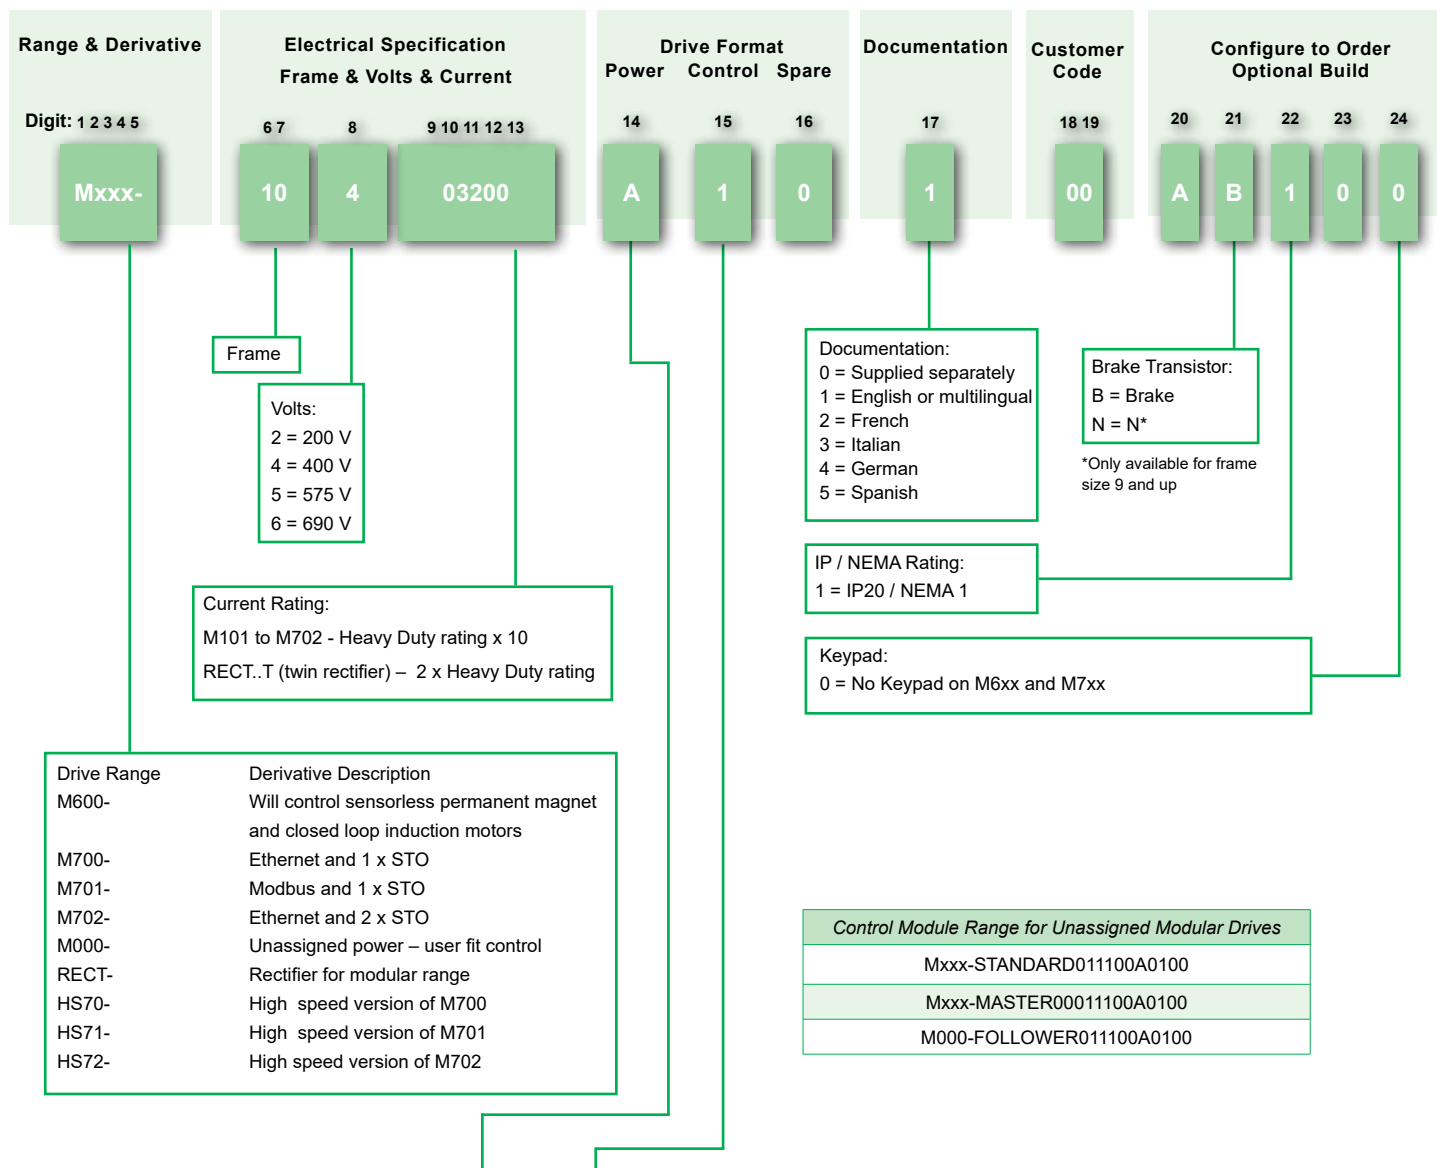 Range & Derivative
Electrical Specification
Frame & Volts & Current
Drive Format
Power Control Spare
Documentation
Customer
Code
Configure to Order
Optional Build
Digit: 1 2 3 4 5
6 7
8
9 10 11 12 13
14
15
16
17
18 19
20
21
22
23
24
Mxxx-
10
4
03200
A
1
0
1
00
A
B
1
0
0
Frame
Volts:
2 = 200 V
4 = 400 V
5 = 575 V
6 = 690 V
Documentation:
0 = Supplied separately
1 = English or multilingual
2 = French
3 = Italian
4 = German
5 = Spanish
Brake Transistor:
B = Brake
N = N*
*Only available for frame
size 9 and up
IP / NEMA Rating:
1 = IP20 / NEMA 1
Current Rating:
M101 to M702 - Heavy Duty rating x 10
RECT..T (twin rectifier) – 2 x Heavy Duty rating
Keypad:
0 = No Keypad on M6xx and M7xx
Drive Range Derivative Description
M600- Will control sensorless permanent magnet
and closed loop induction motors
M700- Ethernet and 1 x STO
M701- Modbus and 1 x STO
M702- Ethernet and 2 x STO
M000- Unassigned power – user fit control
RECT- Rectifier for modular range
HS70- High speed version of M700
HS71- High speed version of M701
HS72- High speed version of M702
Control Module Range for Unassigned Modular Drives
Mxxx-STANDARD011100A0100
Mxxx-MASTER00011100A0100
M000-FOLLOWER011100A0100